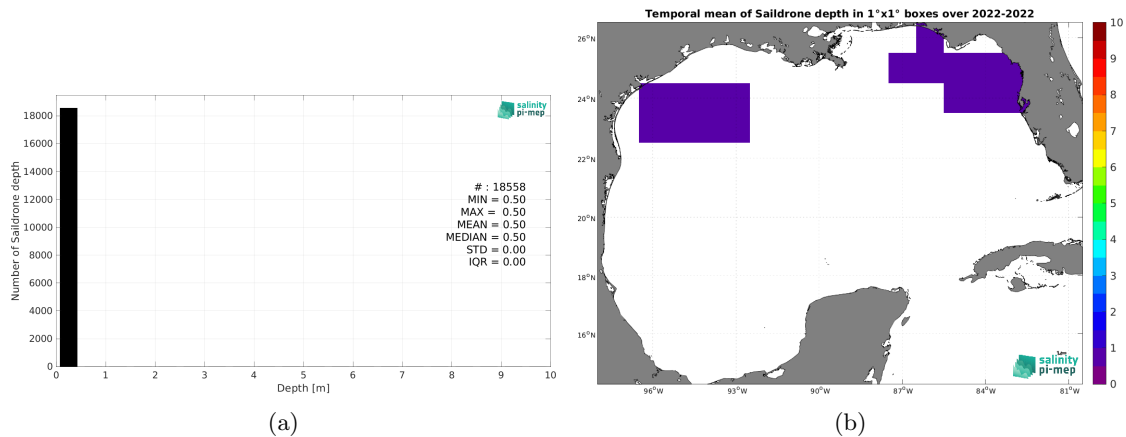 Temporal mean of Saildrone depth in 1°x1° boxes over 2022-2022
Number of Saildrone depth
18000
16000
14000
12000
10000
8000
6000
4000
2000
0
salinity
pi-mep
# : 18558
MIN = 0.50
MAX = 0.50
MEAN = 0.50
MEDIAN = 0.50
STD = 0.00
IQR = 0.00
0 1 2 3 4 5 6 7 8 9 10
Depth [m]
(a)
26°N
24°N
22°N
20°N
18°N
16°N
96°W 93°W 90°W 87°W 84°W 81°W
salinity
pi-mep
10
9
8
7
6
5
4
3
2
1
0
(b)